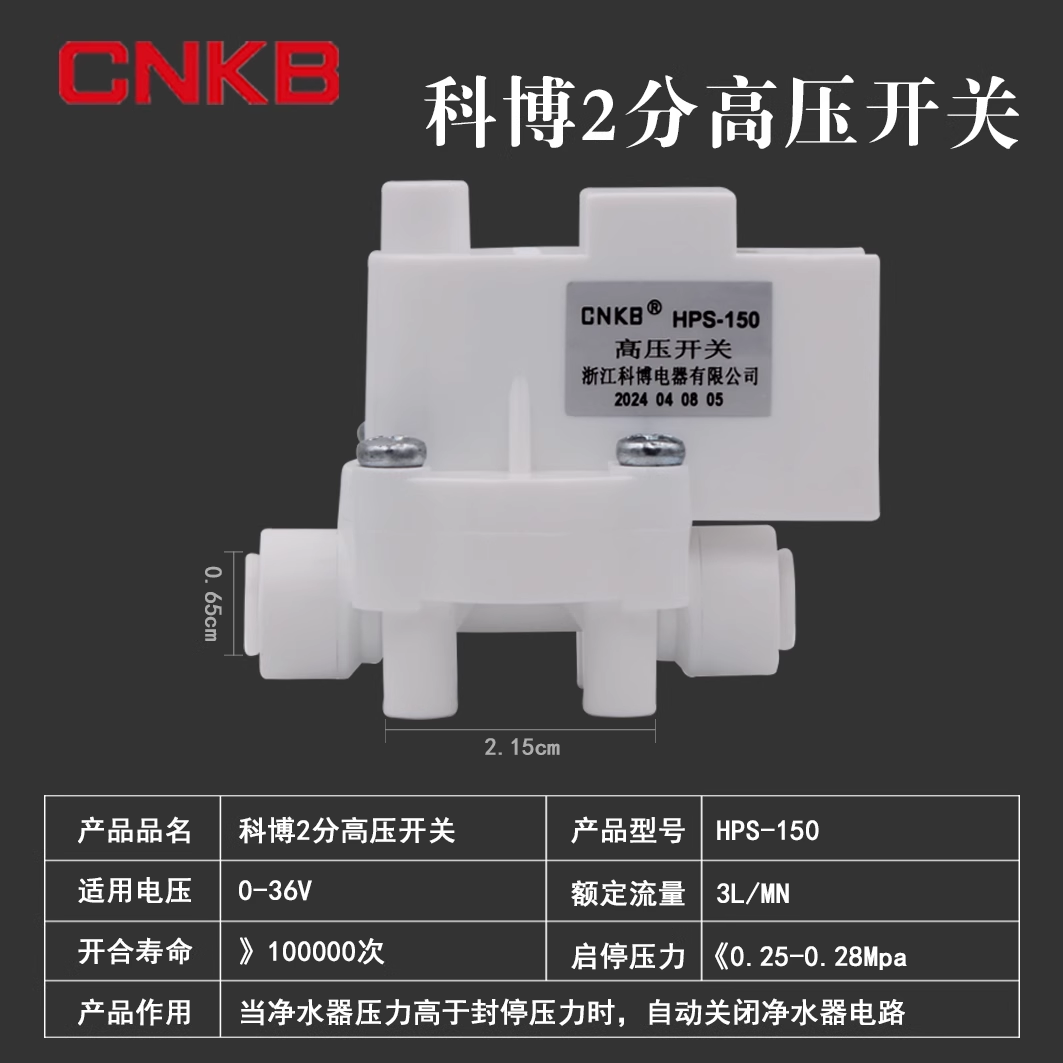 CNKB
科博2分高压开关
CNKB® HPS-150
高压开关
浙江科博电器有限公司
2024 04 08 05
0.65cm
2.15cm
产品品名 科博2分高压开关 产品型号 HPS-150
适用电压 0-36V 额定流量 3L/MN
开合寿命 》100000次 启停压力 《0.25-0.28Mpa
产品作用 当净水器压力高于封停压力时，自动关闭净水器电路